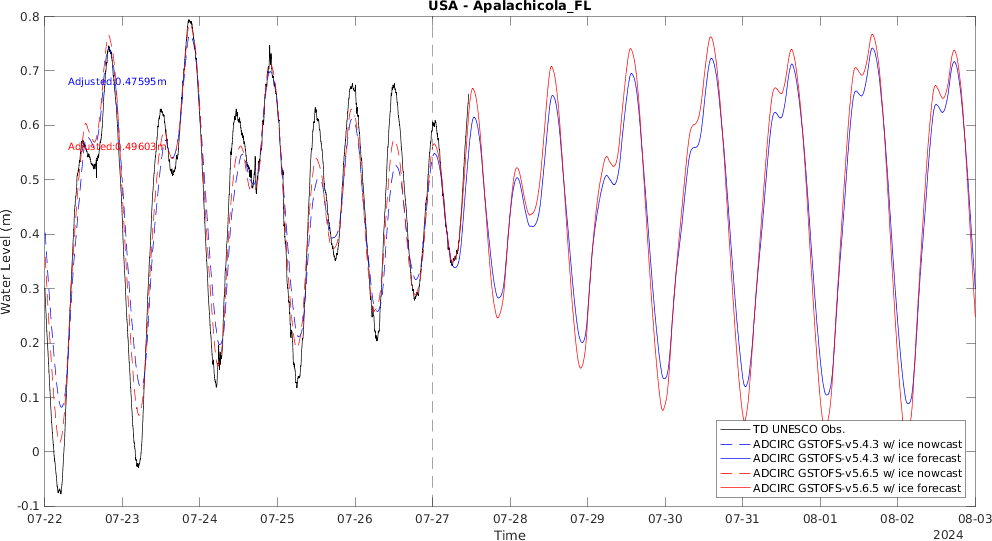 USA - Apalachicola_FL
0.8
0.7
0.6
0.5
0.4
0.3
0.2
0.1
0
-0.1
Water Level (m)
Adjusted:0.47595m
Adjusted:0.49603m
TD UNESCO Obs.
ADCIRC GSTOFS-v5.4.3 w/ ice nowcast
ADCIRC GSTOFS-v5.4.3 w/ ice forecast
ADCIRC GSTOFS-v5.6.5 w/ ice nowcast
ADCIRC GSTOFS-v5.6.5 w/ ice forecast
07-22 07-23 07-24 07-25 07-26 07-27 07-28 07-29 07-30 07-31 08-01 08-02 08-03
Time
2024